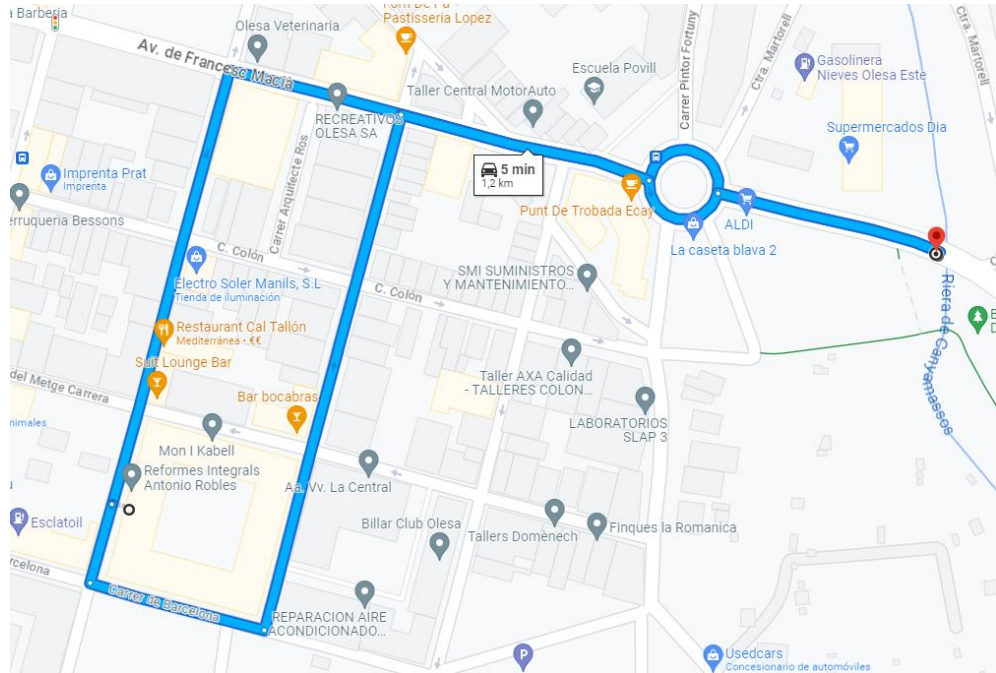 a Barberia
Olesa Veterinaria
Pastisseria Lopez
Av. de Francesc Macià
Escuela Povill
Carrer Pintor Fortuny
Ctra. Martorell
Ctra. Martorell
Gasolinera
Nieves Olesa Este
Taller Central MotorAuto
RECREATIVOS
OLESA SA
Supermercados Dia
Imprenta Prat
Imprenta
Carrer Arquitecte Ros
5 min
1,2 km
Punt De Trobada Ecay
ALDI
La caseta blava 2
erruqueria Bessons
C. Colón
C. Colón
Electro Soler Manils, S.L
Tienda de iluminación
SMI SUMINISTROS
Y MANTENIMIENTO...
Riera de Canyamassos
Restaurant Cal Tallón
Mediterránea • €€
Suit Lounge Bar
del Metge Carrera
Bar bocabras
Taller AXA Calidad
- TALLERES COLON...
LABORATORIOS
SLAP 3
nimales
Mon I Kabell
Reformes Integrals
Antonio Robles
Aa. Vv. La Central
Esclatoil
Billar Club Olesa
Tallers Domènech
Finques la Romanica
rcelona
Carrer de Barcelona
REPARACION AIRE
ACONDICIONADO...
P
Usedcars
Concesionario de automóviles